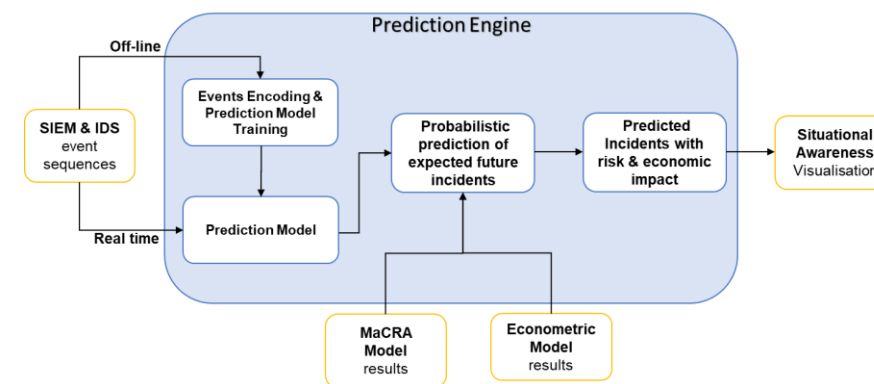 Prediction Engine
Off-line
Events Encoding &
Prediction Model
Training
SIEM & IDS
event
sequences
Probabilistic
prediction of
expected future
incidents
Predicted
Incidents with
risk & economic
impact
Situational
Awareness
Visualisation
Real time
Prediction Model
MaCRA
Model
results
Econometric
Model
results